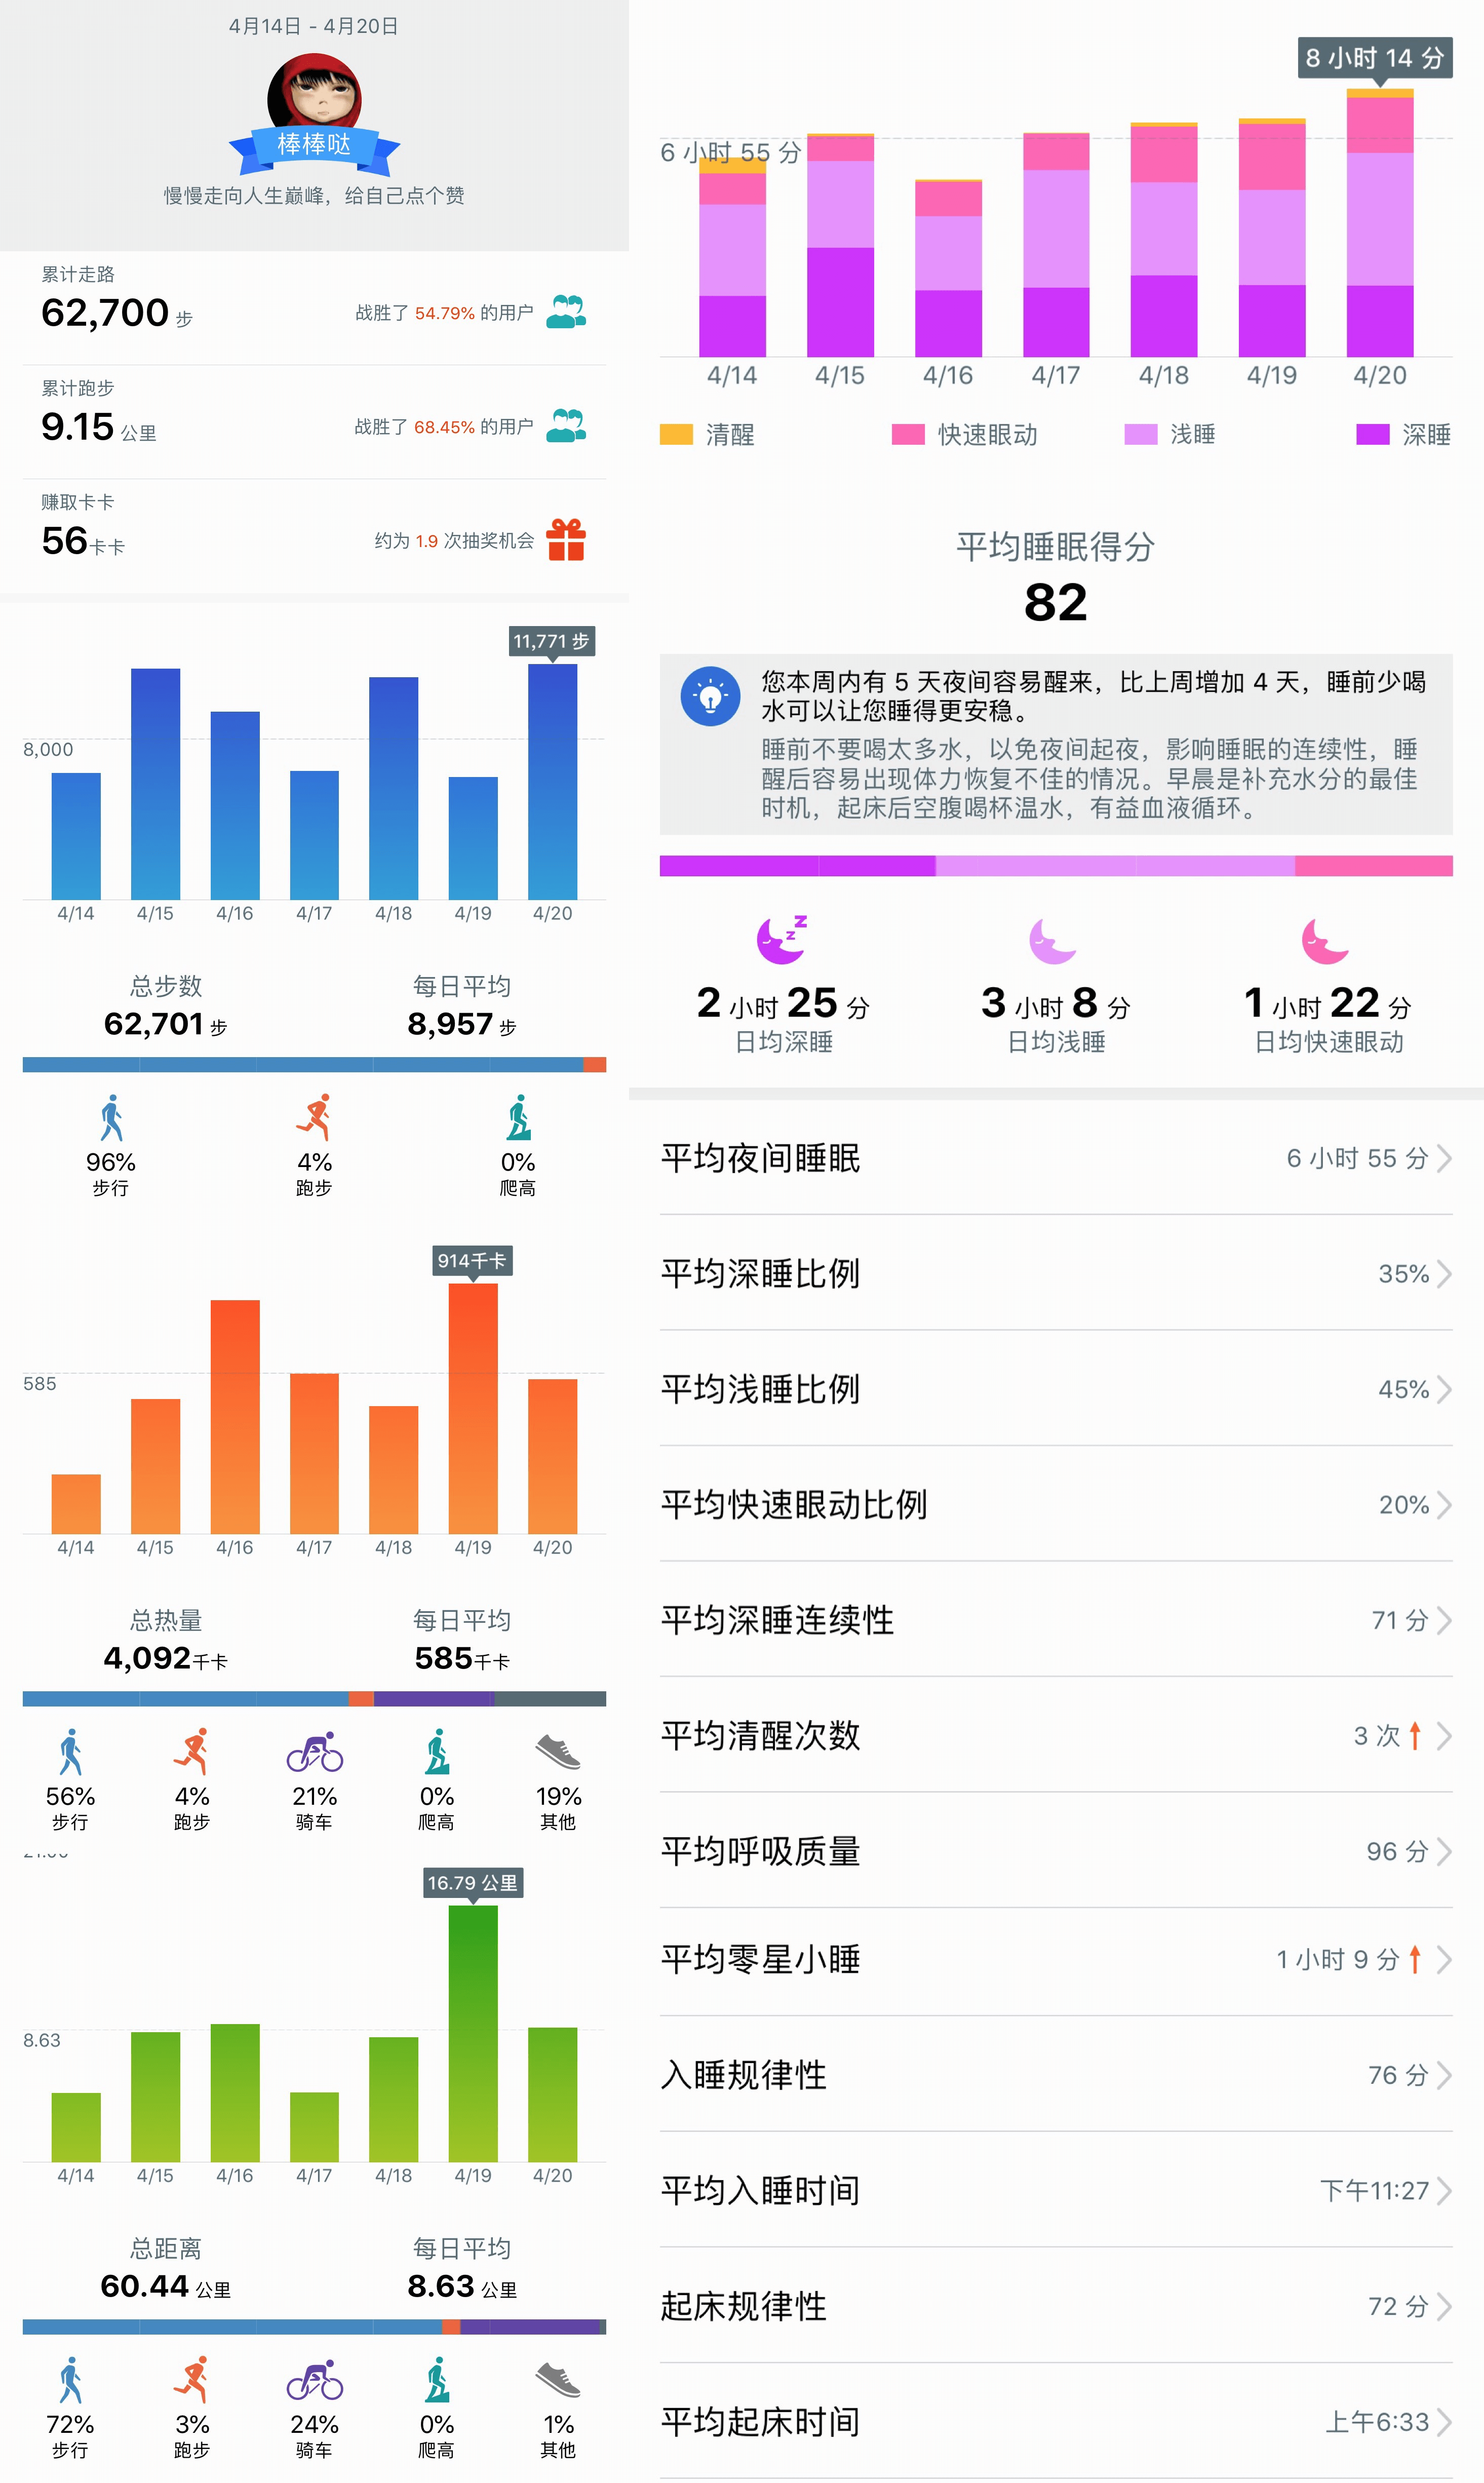 4月14日 - 4月20日
棒棒哒
慢慢走向人生巅峰，给自己点个赞
累计走路
62,700 步
战胜了 54.79% 的用户
累计跑步
9.15 公里
战胜了 68.45% 的用户
赚取卡卡
56卡卡
约为 1.9 次抽奖机会
11,771 步
8,000
4/14 4/15 4/16 4/17 4/18 4/19 4/20
总步数 每日平均
62,701 步 8,957 步
96% 4% 0%
步行 跑步 爬高
914千卡
585
4/14 4/15 4/16 4/17 4/18 4/19 4/20
总热量 每日平均
4,092千卡 585千卡
56% 4% 21% 0% 19%
步行 跑步 骑车 爬高 其他
16.79 公里
8.63
4/14 4/15 4/16 4/17 4/18 4/19 4/20
总距离 每日平均
60.44 公里 8.63 公里
72% 3% 24% 0% 1%
步行 跑步 骑车 爬高 其他
8 小时 14 分
6 小时 55 分
4/14 4/15 4/16 4/17 4/18 4/19 4/20
清醒 快速眼动 浅睡 深睡
平均睡眠得分
82
您本周内有 5 天夜间容易醒来，比上周增加 4 天，睡前少喝
水可以让您睡得更安稳。
睡前不要喝太多水，以免夜间起夜，影响睡眠的连续性，睡
醒后容易出现体力恢复不佳的情况。早晨是补充水分的最佳
时机，起床后空腹喝杯温水，有益血液循环。
2 小时 25 分 3 小时 8 分 1 小时 22 分
日均深睡 日均浅睡 日均快速眼动
平均夜间睡眠 6 小时 55 分
平均深睡比例 35%
平均浅睡比例 45%
平均快速眼动比例 20%
平均深睡连续性 71 分
平均清醒次数 3 次
平均呼吸质量 96 分
平均零星小睡 1 小时 9 分
入睡规律性 76 分
平均入睡时间 下午11:27
起床规律性 72 分
平均起床时间 上午6:33